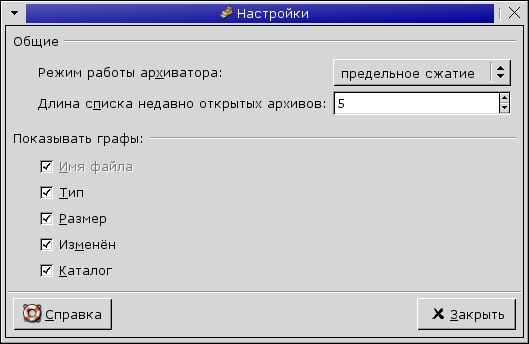 Настройки
Общие
Режим работы архиватора: предельное сжатие
Длина списка недавно открытых архивов: 5
Показывать графы:
Имя файла
Тип
Размер
Изменён
Каталог
Справка Закрыть